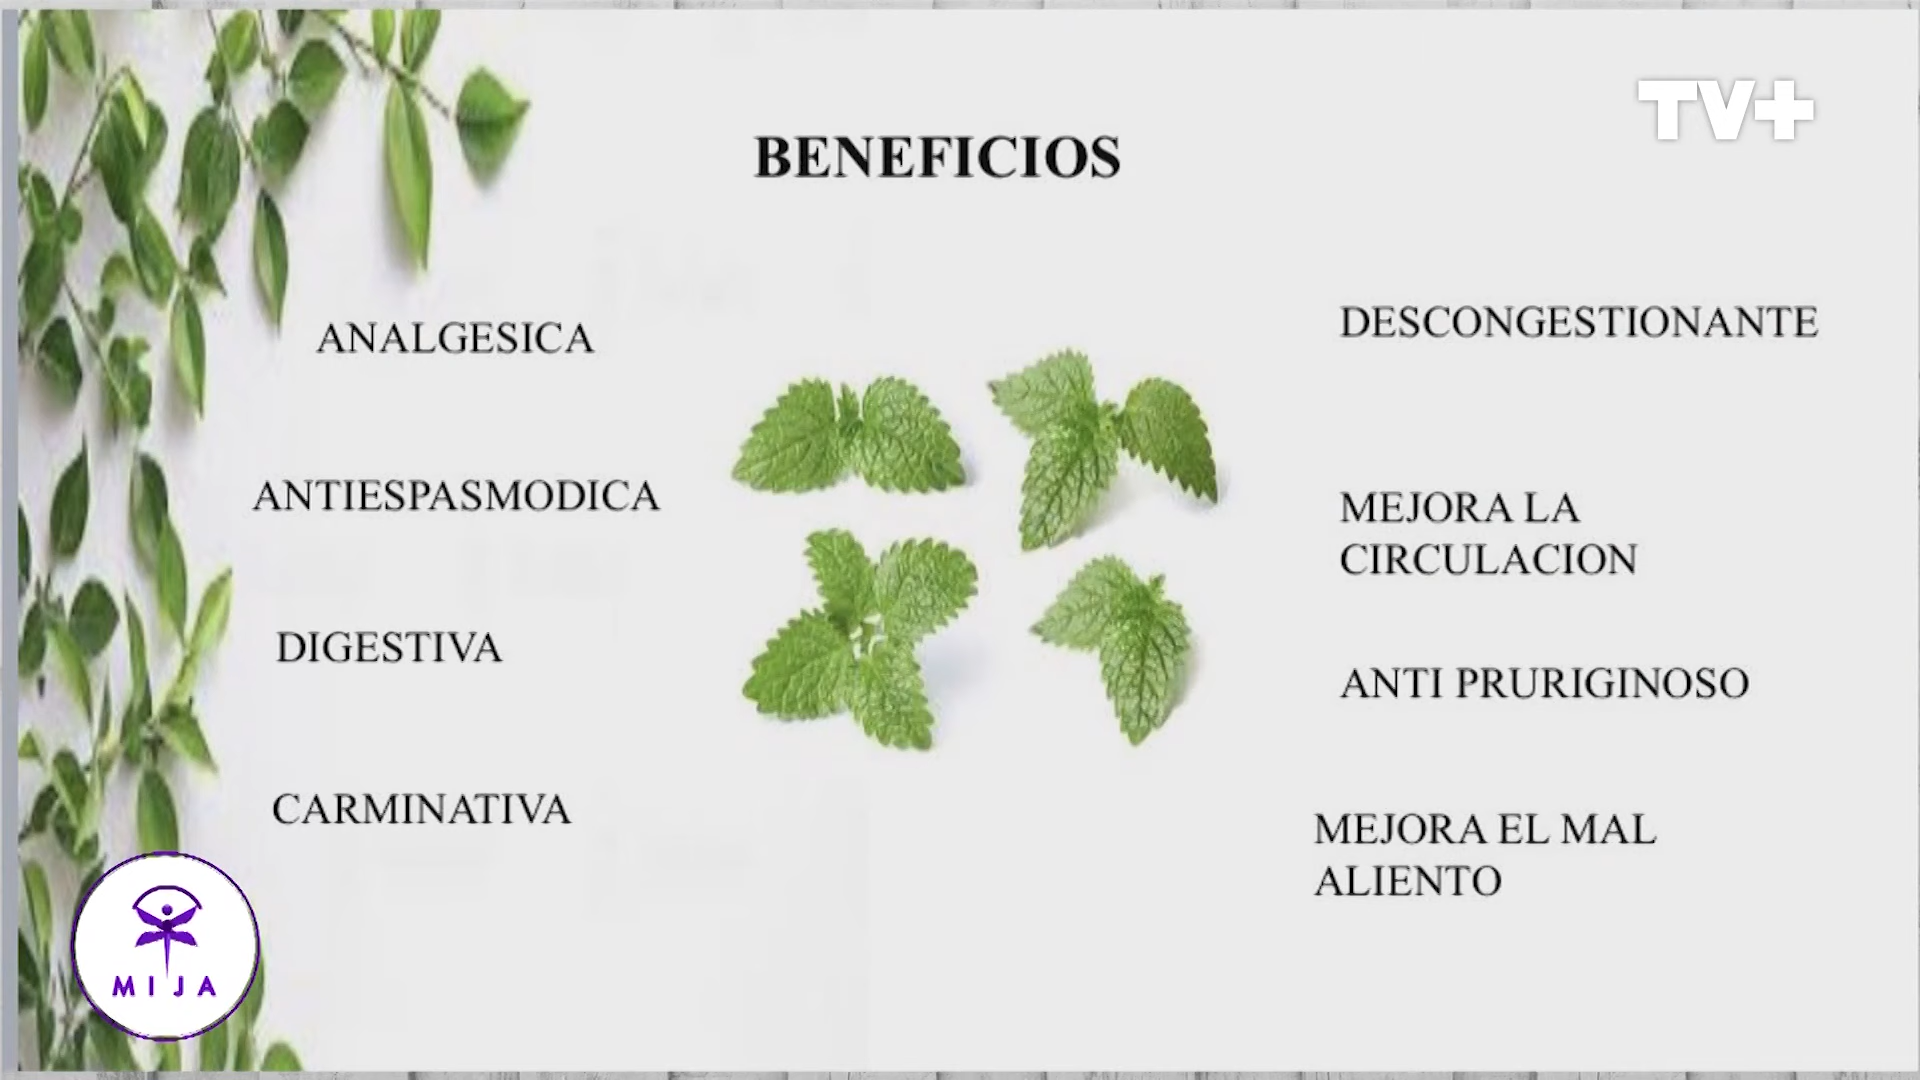 TV+
BENEFICIOS
ANALGESICA
ANTIESPASMODICA
DIGESTIVA
CARMINATIVA
DESCONGESTIONANTE
MEJORA LA
CIRCULACION
ANTI PRURIGINOSO
MEJORA EL MAL
ALIENTO
MIJA